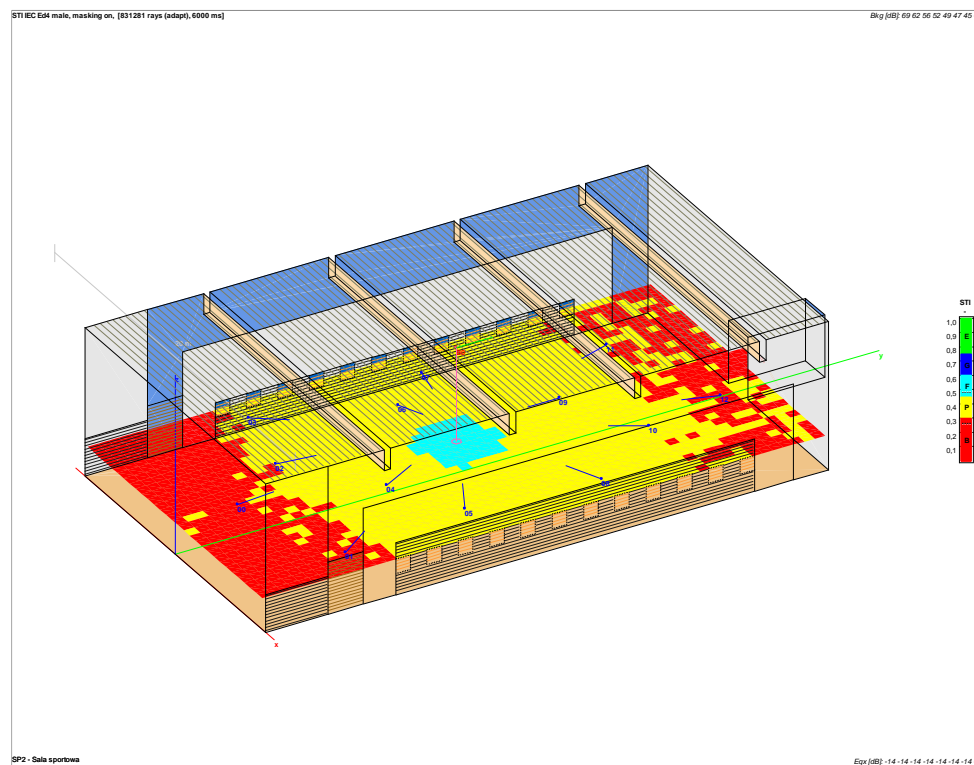 STI IEC Ed4 male, masking on, [831281 rays (adapt), 6000 ms]
Bkg [dB]: 69 62 56 52 49 47 45
STI
-
1,0
0,9
0,8
0,7
0,6
0,5
0,4
0,3
0,2
0,1
E
F
P
B
y
09
10
04
05
02
x
SP2 - Sala sportowa
Eqx [dB]: -14 -14 -14 -14 -14 -14 -14